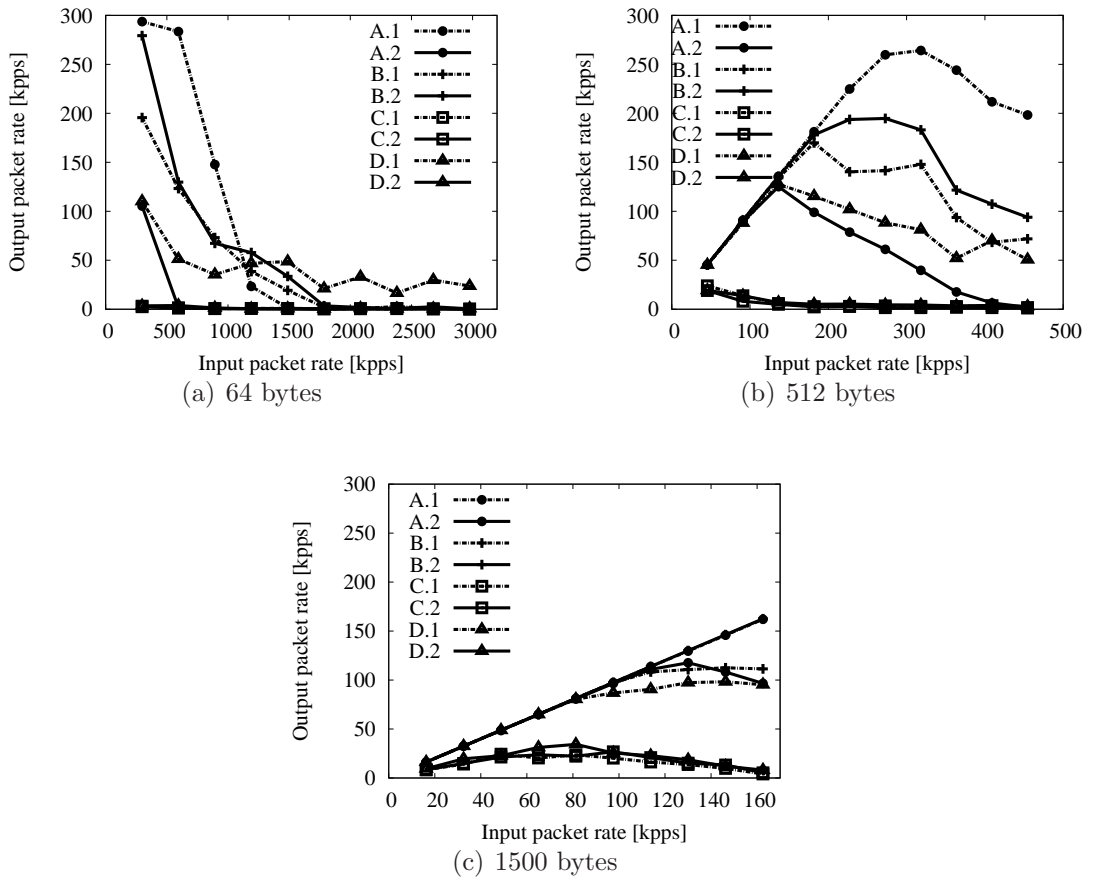 Output packet rate [kpps]
300
250
200
150
100
50
0
0 500 1000 1500 2000 2500 3000
Input packet rate [kpps]
A.1
A.2
B.1
B.2
C.1
C.2
D.1
D.2
(a) 64 bytes
Output packet rate [kpps]
300
250
200
150
100
50
0
0 100 200 300 400 500
Input packet rate [kpps]
A.1
A.2
B.1
B.2
C.1
C.2
D.1
D.2
(b) 512 bytes
Output packet rate [kpps]
300
250
200
150
100
50
0
0 20 40 60 80 100 120 140 160
Input packet rate [kpps]
A.1
A.2
B.1
B.2
C.1
C.2
D.1
D.2
(c) 1500 bytes